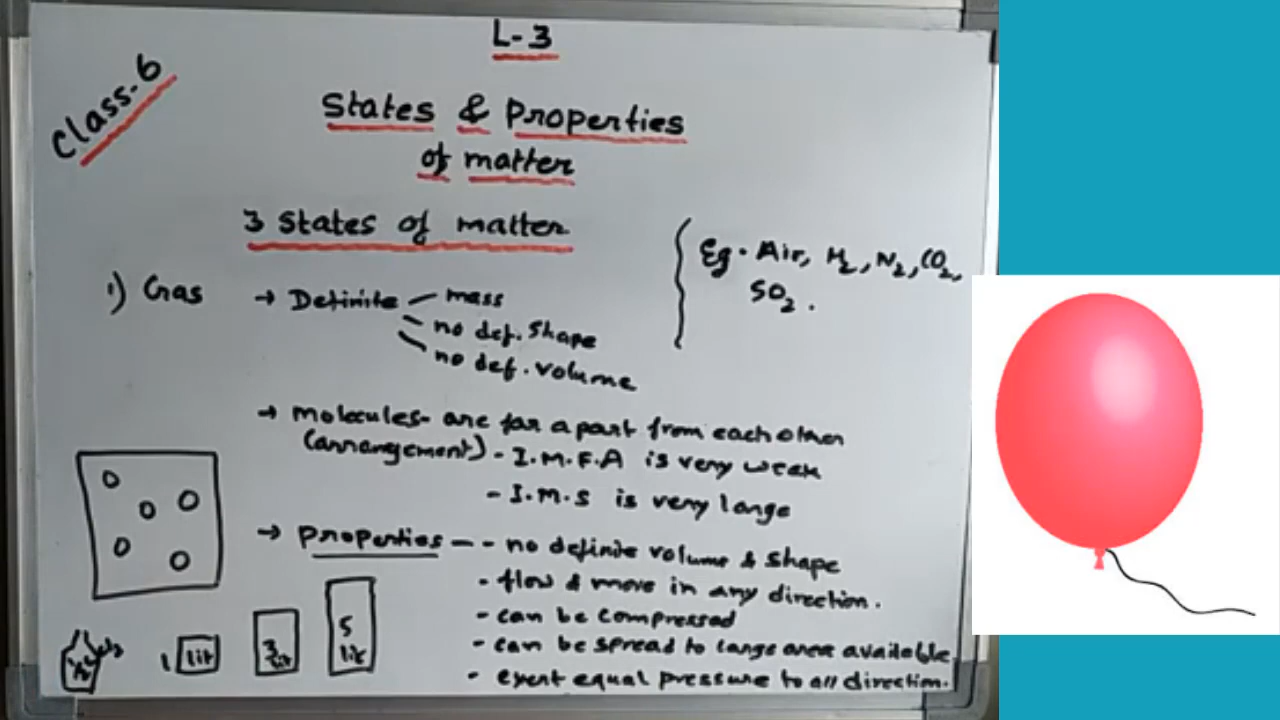 L-3
Class-6
States & Properties
of matter
3 States of matter
Eg. Air, H2, N2, CO2,
SO2.
1) Gas → Definite - mass
- no def. shape
- no def. volume
→ Molecules- are far apart from each other
(arrangement) - I.M.F.A is very weak
- I.M.S is very large
→ Properties - - no definite volume & shape
- flow & move in any direction.
- can be compressed
- can be spread to large area available
- exert equal pressure to all direction.
1 lit
3 lit
5 lit